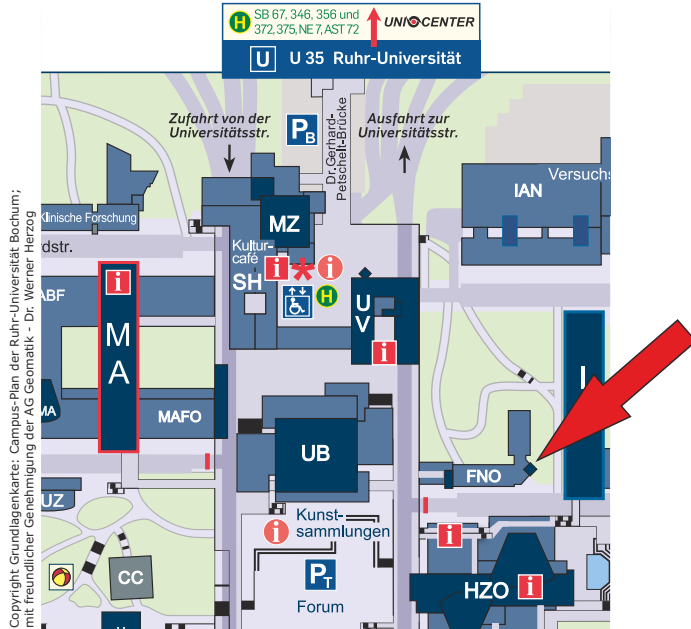 H SB 67, 346, 356 und
372, 375, NE 7, AST 72
UNICENTER
U U 35 Ruhr-Universität
Zufahrt von der
Universitätsstr.
PB
Dr.Gerhard-
Petschelt-Brücke
Ausfahrt zur
Universitätsstr.
IAN
Versuchs
Klinische Forschung
dstr.
MZ
Kultur-
café
SH
i * i
H
i
ABF
M
A
UV
i
I
MA
MAFO
UB
FNO
UZ
i Kunst-
sammlungen
i
CC
PT
Forum
HZO i
Copyright Grundlagenkarte: Campus-Plan der Ruhr-Universität Bochum;
mit freundlicher Genehmigung der AG Geomatik - Dr. Werner Herzog